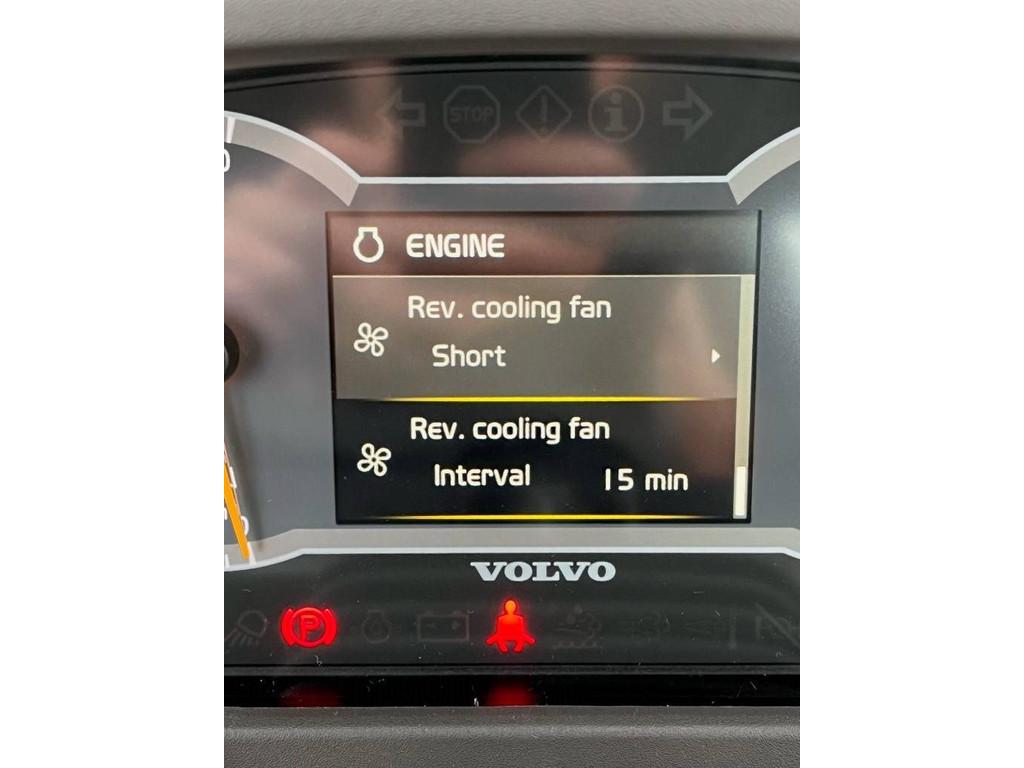 STOP
ENGINE
Rev. cooling fan
Short
Rev. cooling fan
Interval 15 min
VOLVO
P